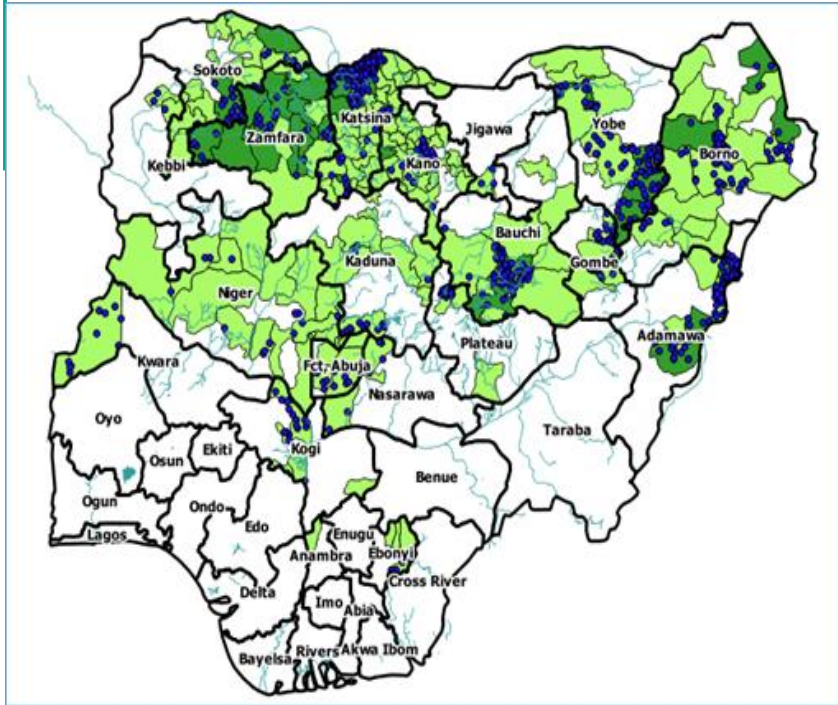 Sokoto
Katsina
Jigawa
Yobe
Zamfara
Borno
Kano
Kebbi
Bauchi
Kaduna
Gombe
Niger
Adamawa
Plateau
Kwara
Fct, Abuja
Nasarawa
Oyo
Taraba
Ekiti
Kogi
Osun
Benue
Ogun
Ondo
Edo
Enugu
Lagos
Anambra
Ebonyi
Cross River
Delta
Imo
Abia
Bayelsa
Rivers
Akwa Ibom